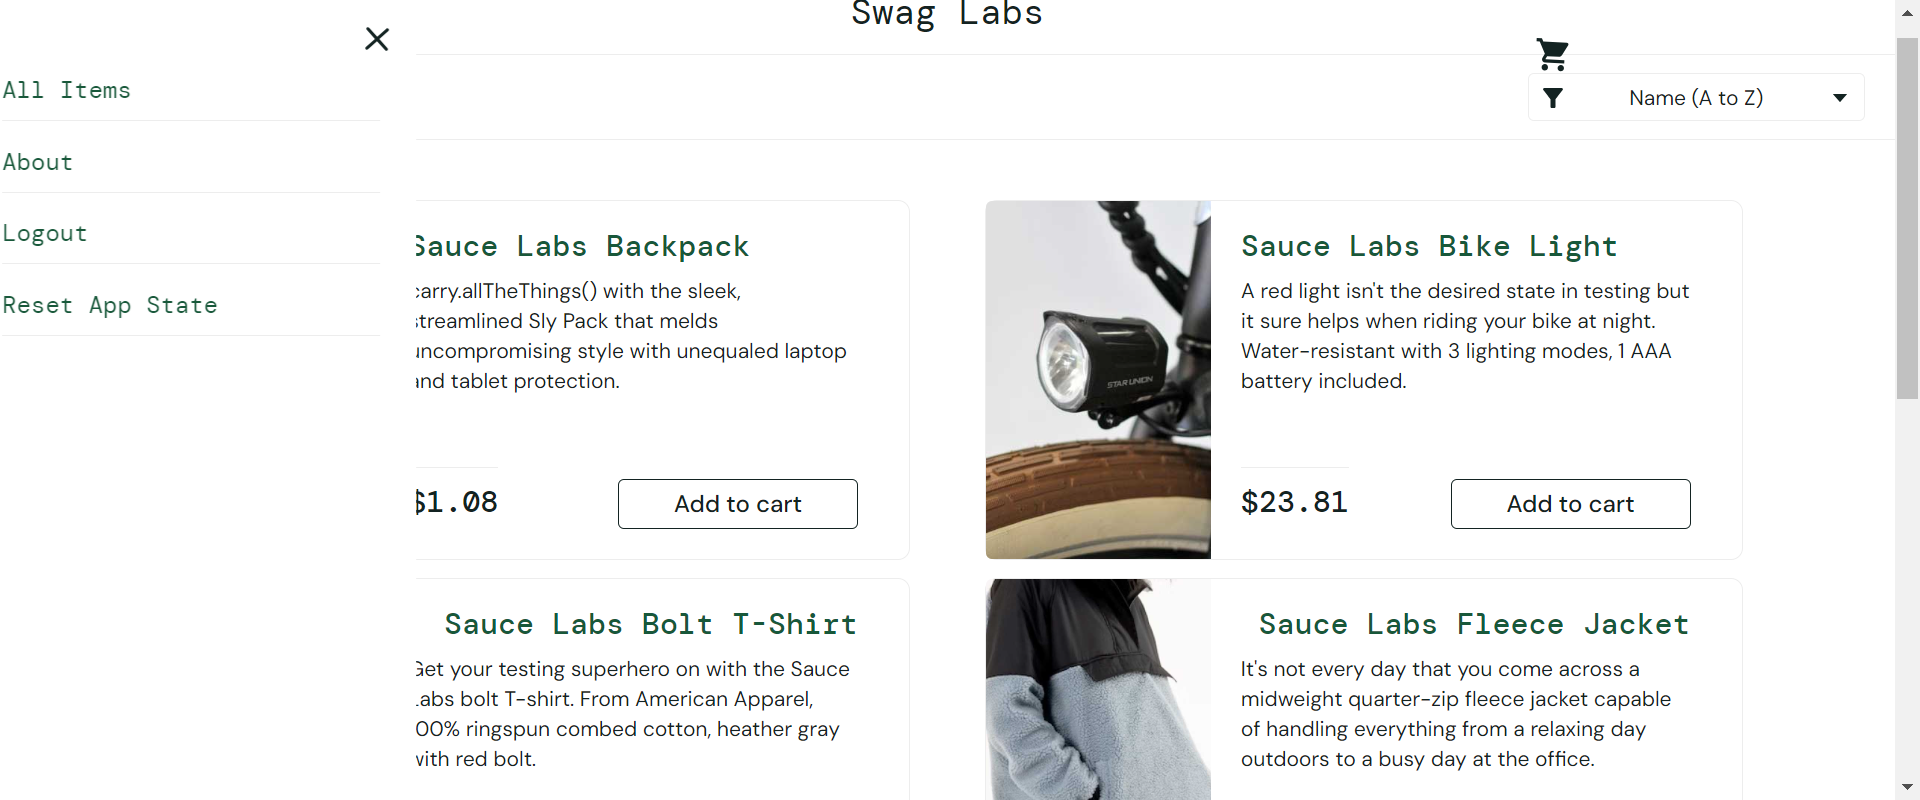 Swag Labs
All Items
About
Logout
Reset App State
Name (A to Z)
Sauce Labs Backpack
carry.allTheThings() with the sleek,
streamlined Sly Pack that melds
uncompromising style with unequaled laptop
and tablet protection.
$1.08
Add to cart
Sauce Labs Bike Light
A red light isn't the desired state in testing but
it sure helps when riding your bike at night.
Water-resistant with 3 lighting modes, 1 AAA
battery included.
STAR UNION
$23.81
Add to cart
Sauce Labs Bolt T-Shirt
Get your testing superhero on with the Sauce
Labs bolt T-shirt. From American Apparel,
00% ringspun combed cotton, heather gray
with red bolt.
Sauce Labs Fleece Jacket
It's not every day that you come across a
midweight quarter-zip fleece jacket capable
of handling everything from a relaxing day
outdoors to a busy day at the office.